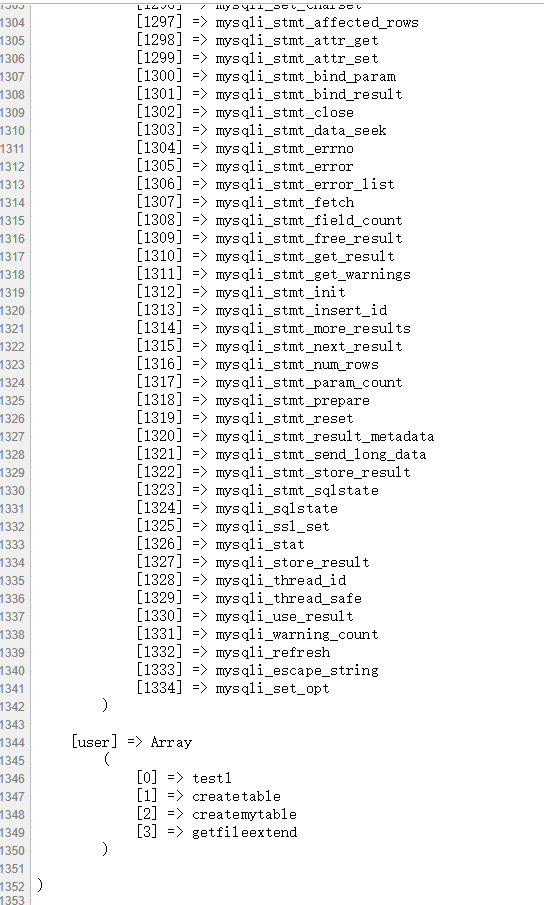 1303 [1296] => mysqli_set_charset
1304 [1297] => mysqli_stmt_affected_rows
1305 [1298] => mysqli_stmt_attr_get
1306 [1299] => mysqli_stmt_attr_set
1307 [1300] => mysqli_stmt_bind_param
1308 [1301] => mysqli_stmt_bind_result
1309 [1302] => mysqli_stmt_close
1310 [1303] => mysqli_stmt_data_seek
1311 [1304] => mysqli_stmt_errno
1312 [1305] => mysqli_stmt_error
1313 [1306] => mysqli_stmt_error_list
1314 [1307] => mysqli_stmt_fetch
1315 [1308] => mysqli_stmt_field_count
1316 [1309] => mysqli_stmt_free_result
1317 [1310] => mysqli_stmt_get_result
1318 [1311] => mysqli_stmt_get_warnings
1319 [1312] => mysqli_stmt_init
1320 [1313] => mysqli_stmt_insert_id
1321 [1314] => mysqli_stmt_more_results
1322 [1315] => mysqli_stmt_next_result
1323 [1316] => mysqli_stmt_num_rows
1324 [1317] => mysqli_stmt_param_count
1325 [1318] => mysqli_stmt_prepare
1326 [1319] => mysqli_stmt_reset
1327 [1320] => mysqli_stmt_result_metadata
1328 [1321] => mysqli_stmt_send_long_data
1329 [1322] => mysqli_stmt_store_result
1330 [1323] => mysqli_stmt_sqlstate
1331 [1324] => mysqli_sqlstate
1332 [1325] => mysqli_ssl_set
1333 [1326] => mysqli_stat
1334 [1327] => mysqli_store_result
1335 [1328] => mysqli_thread_id
1336 [1329] => mysqli_thread_safe
1337 [1330] => mysqli_use_result
1338 [1331] => mysqli_warning_count
1339 [1332] => mysqli_refresh
1340 [1333] => mysqli_escape_string
1341 [1334] => mysqli_set_opt
1342 )
1343
1344 [user] => Array
1345 (
1346 [0] => test1
1347 [1] => createtable
1348 [2] => createmytable
1349 [3] => getfileextend
1350 )
1351
1352 )
1353